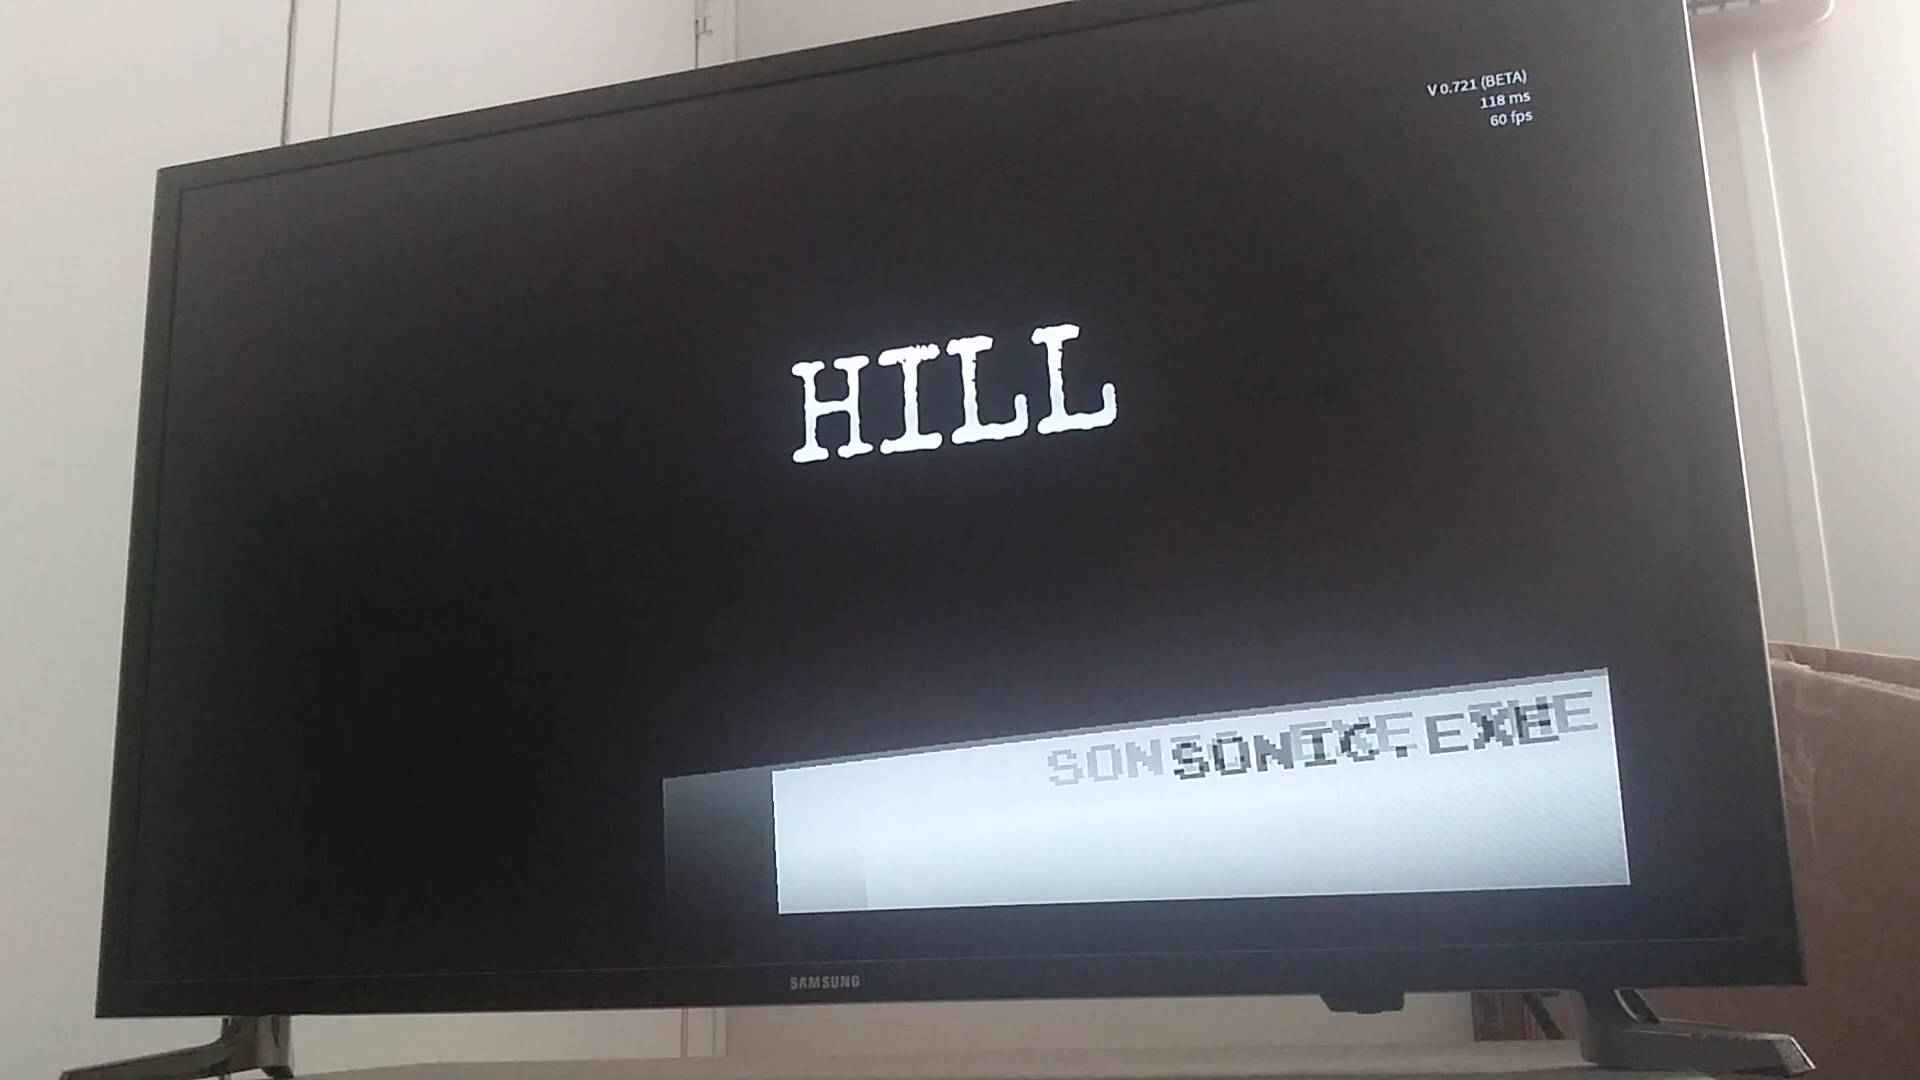 V 0.721 (BETA)
118 ms
60 fps
HILL
SONIC.EXE
SAMSUNG